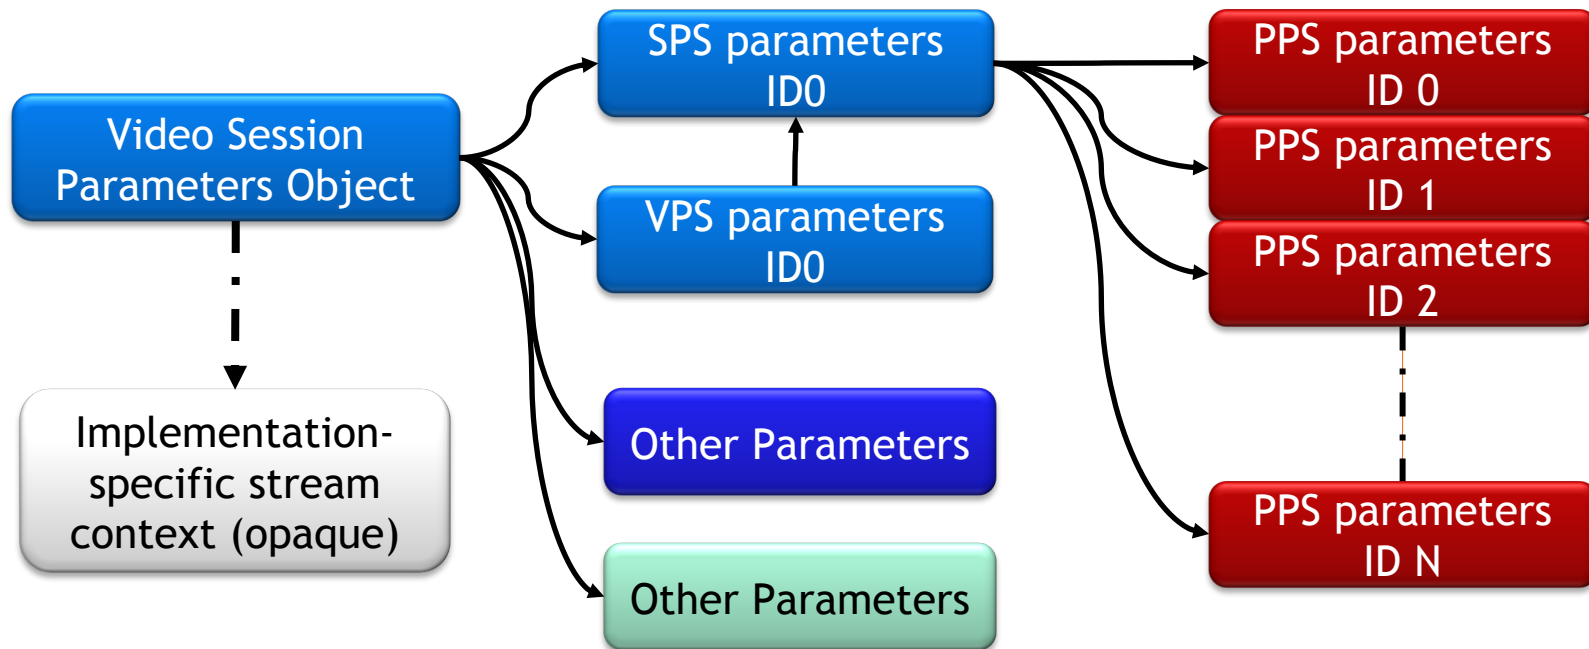 Video Session
Parameters Object
Implementation-
specific stream
context (opaque)
SPS parameters
ID0
VPS parameters
ID0
Other Parameters
Other Parameters
PPS parameters
ID 0
PPS parameters
ID 1
PPS parameters
ID 2
PPS parameters
ID N